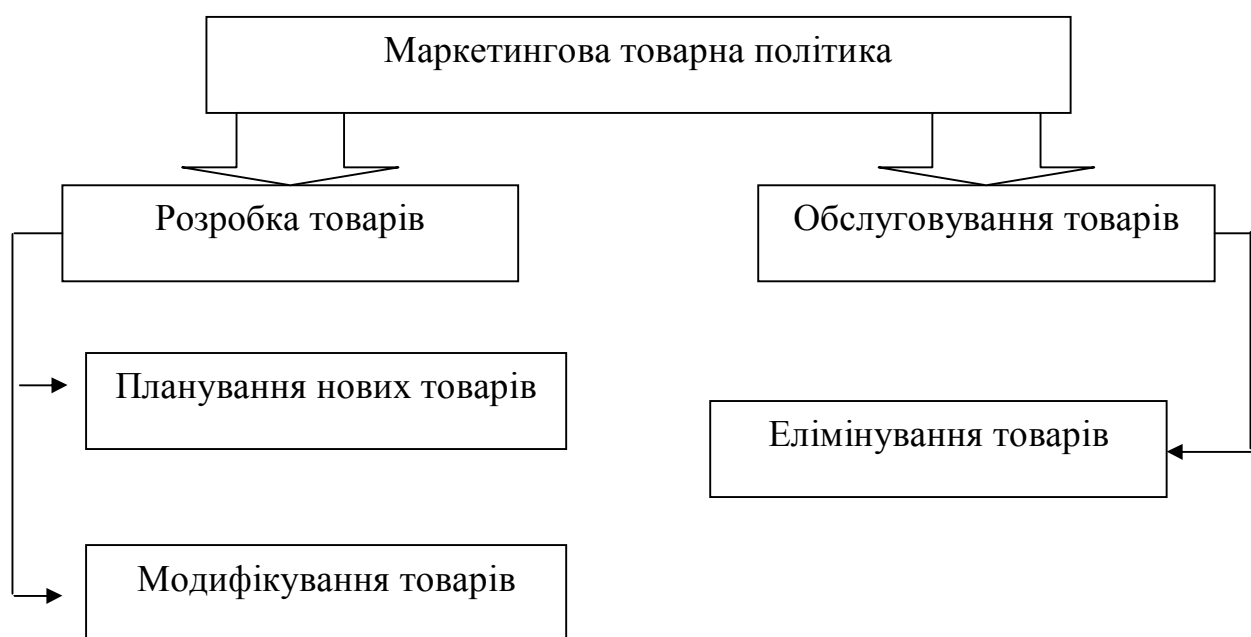 Маркетингова товарна політика
Розробка товарів
Обслуговування товарів
Планування нових товарів
Елімінування товарів
Модифікування товарів